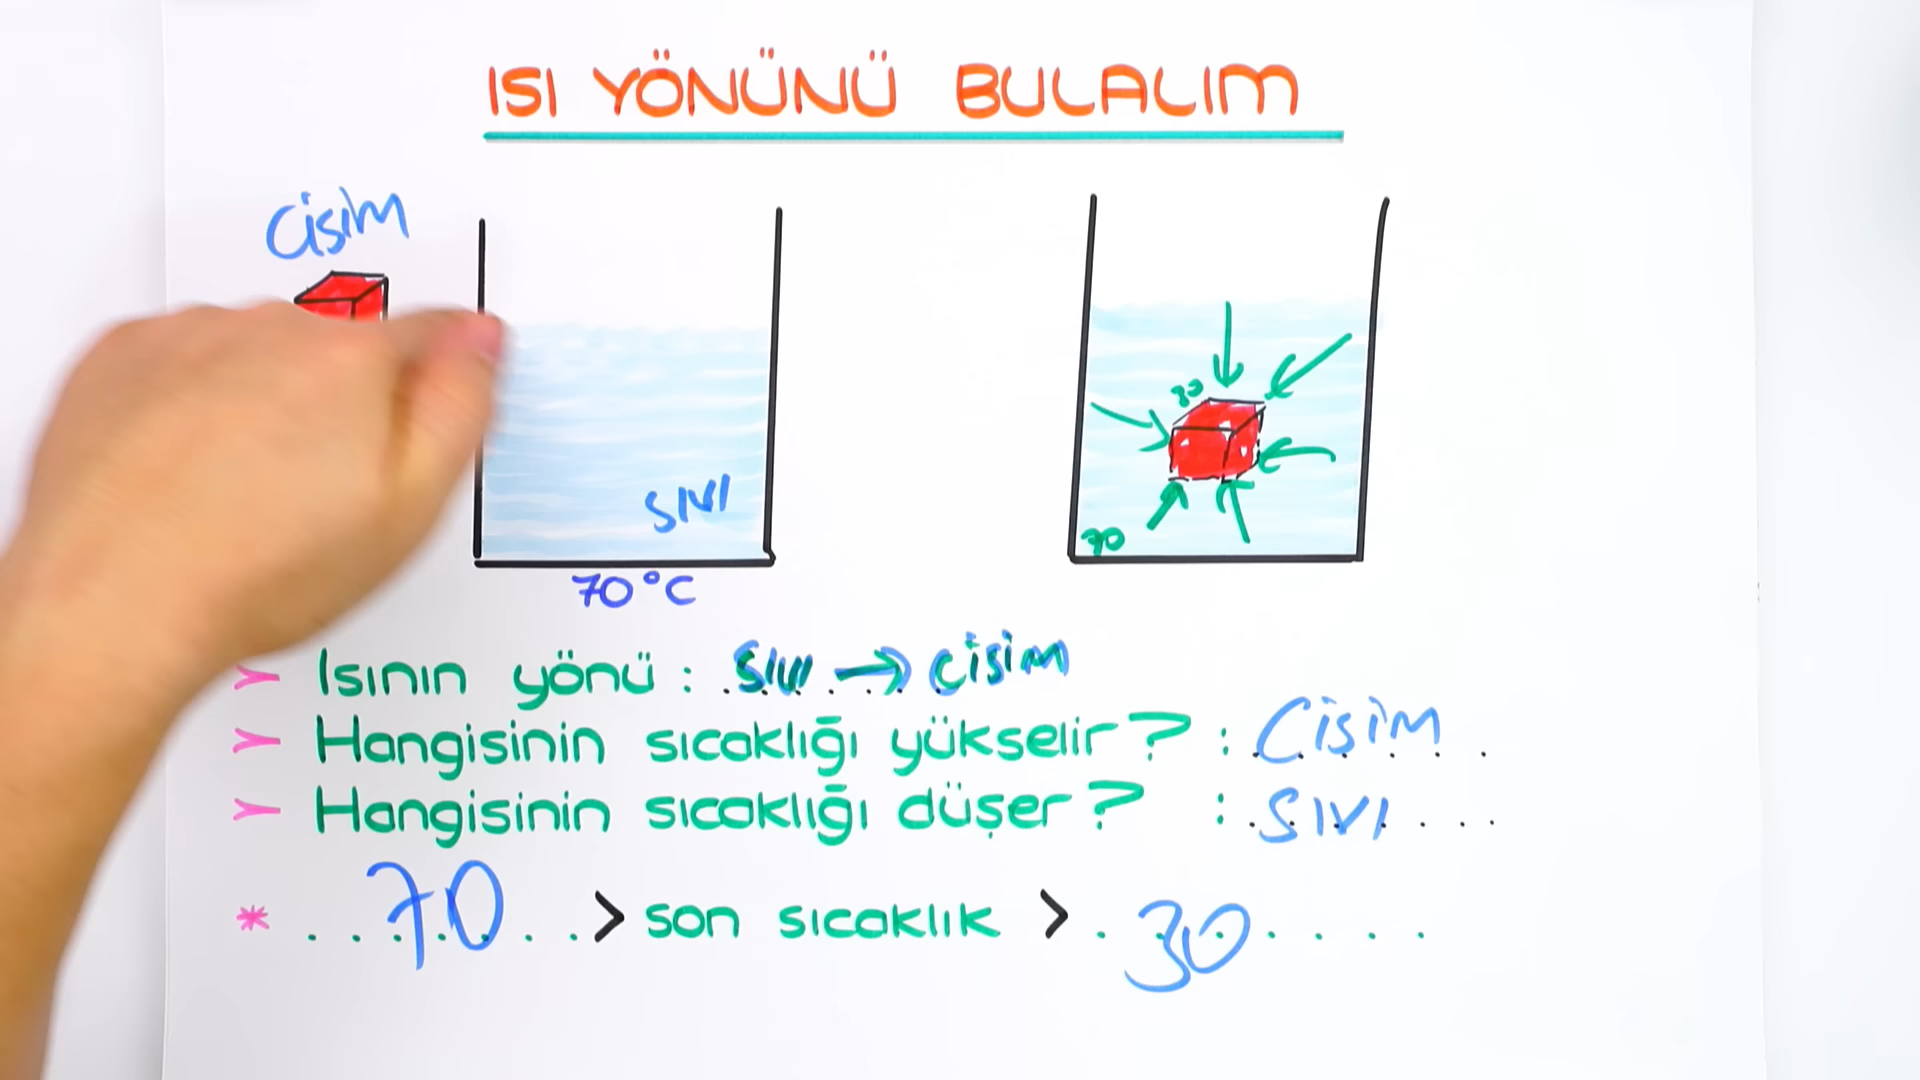 ISI YÖNÜNÜ BULALIM
Cisim
SIVI
70°C
30
70
Isının yönü : SIVI → Cisim
Hangisinin sıcaklığı yükselir ? : Cisim
Hangisinin sıcaklığı düşer ? : SIVI
* . . 70 . . > son sıcaklık > . 30 . . . .